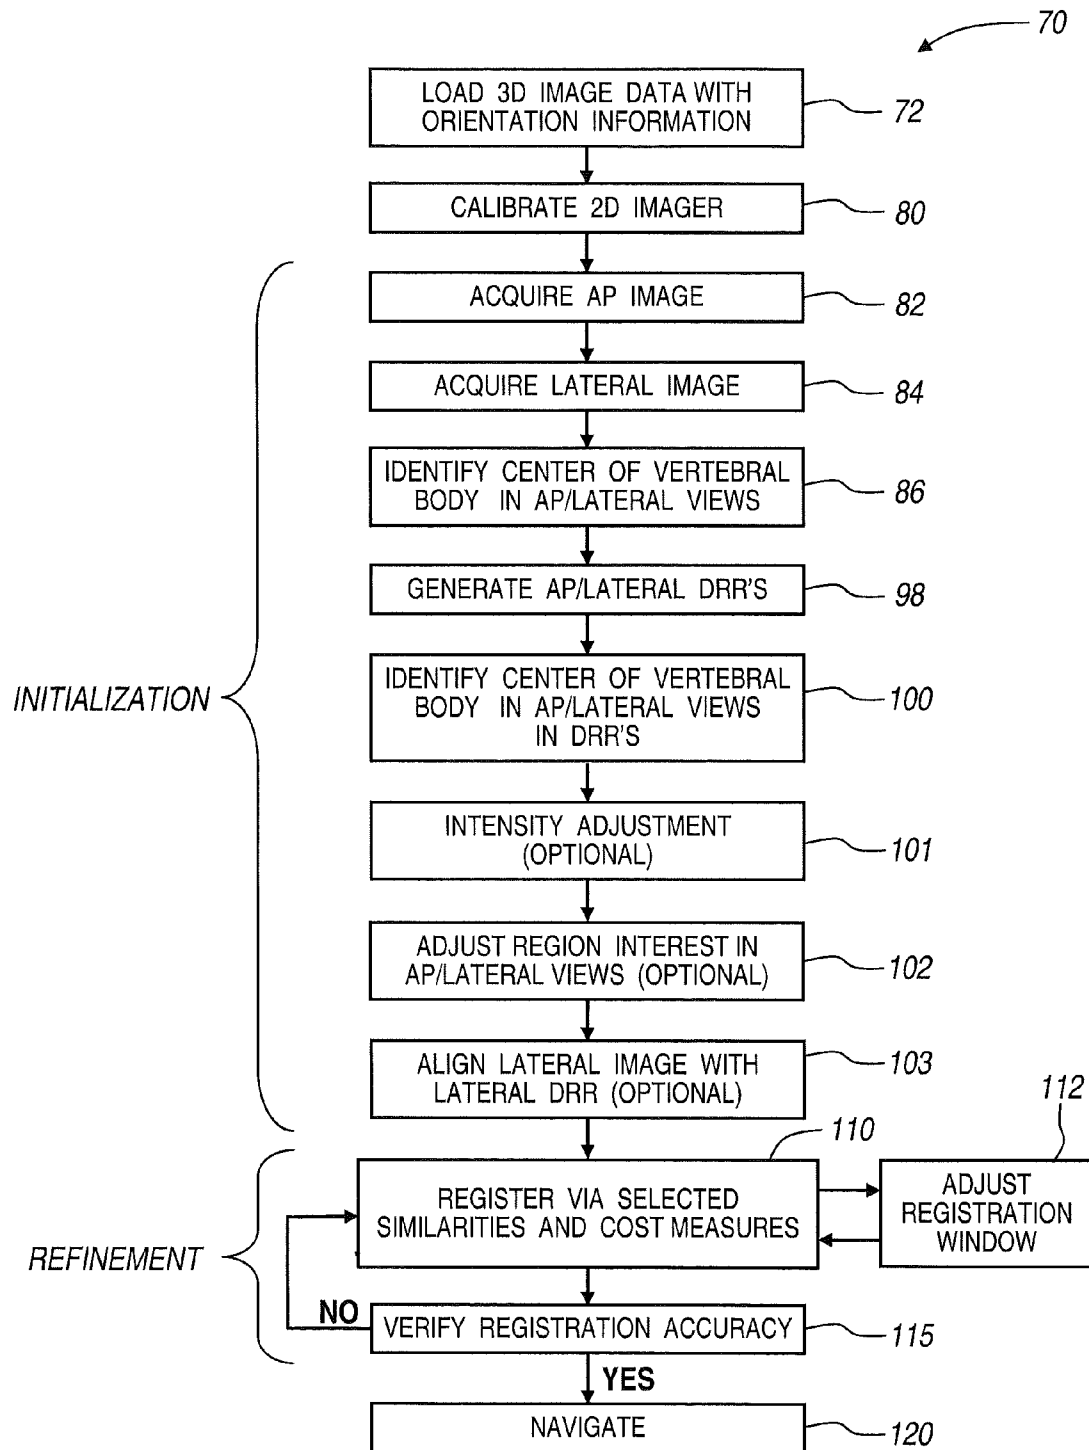 70
LOAD 3D IMAGE DATA WITH
ORIENTATION INFORMATION
72
CALIBRATE 2D IMAGER
80
ACQUIRE AP IMAGE
82
ACQUIRE LATERAL IMAGE
84
IDENTIFY CENTER OF VERTEBRAL
BODY IN AP/LATERAL VIEWS
86
GENERATE AP/LATERAL DRR'S
98
INITIALIZATION
IDENTIFY CENTER OF VERTEBRAL
BODY IN AP/LATERAL VIEWS
IN DRR'S
100
INTENSITY ADJUSTMENT
(OPTIONAL)
101
ADJUST REGION INTEREST IN
AP/LATERAL VIEWS (OPTIONAL)
102
ALIGN LATERAL IMAGE WITH
LATERAL DRR (OPTIONAL)
103
REFINEMENT
REGISTER VIA SELECTED
SIMILARITIES AND COST MEASURES
110
ADJUST
REGISTRATION
WINDOW
112
NO
VERIFY REGISTRATION ACCURACY
115
YES
NAVIGATE
120